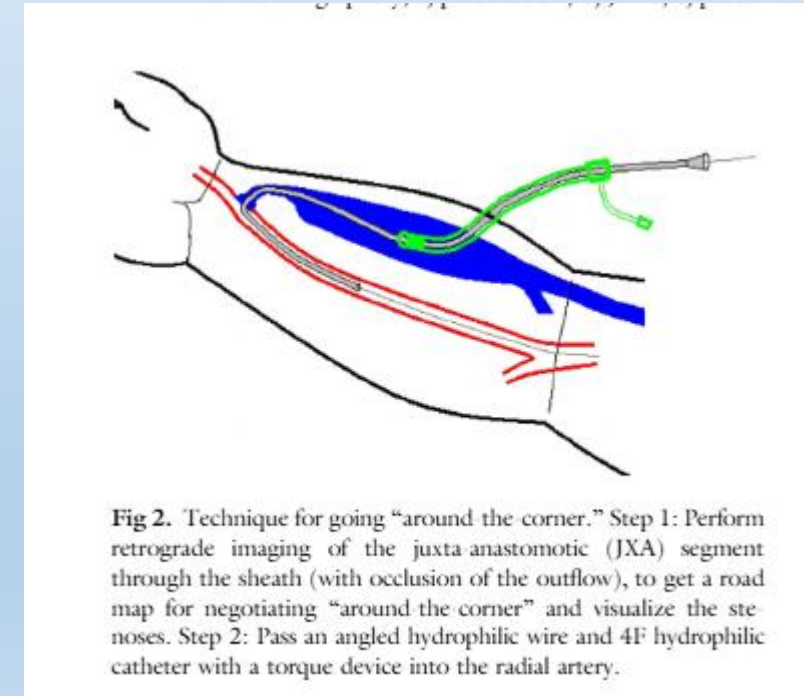 Fig 2. Technique for going “around-the-corner.” Step 1: Perform
retrograde imaging of the juxta-anastomotic (JXA) segment
through the sheath (with occlusion of the outflow), to get a road
map for negotiating “around-the-corner” and visualize the ste-
noses. Step 2: Pass an angled hydrophilic wire and 4F hydrophilic
catheter with a torque device into the radial artery.